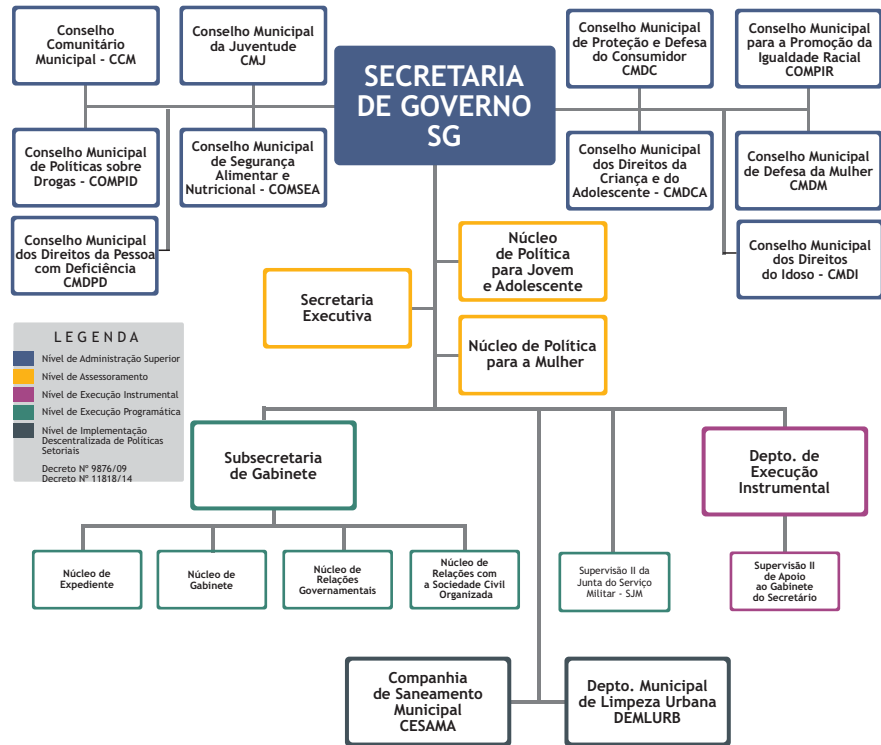 Conselho
Comunitário
Municipal - CCM
Conselho Municipal
da Juventude
CMJ
SECRETARIA
DE GOVERNO
SG
Conselho Municipal
de Proteção e Defesa
do Consumidor
CMDC
Conselho Municipal
para a Promoção da
Igualdade Racial
COMPIR
Conselho Municipal
de Políticas sobre
Drogas - COMPID
Conselho Municipal
de Segurança
Alimentar e
Nutricional - COMSEA
Conselho Municipal
dos Direitos da
Criança e do
Adolescente - CMDCA
Conselho Municipal
de Defesa da Mulher
CMDM
Conselho Municipal
dos Direitos da Pessoa
com Deficiência
CMDPD
Conselho Municipal
dos Direitos
do Idoso - CMDI
Núcleo
de Política
para Jovem
e Adolescente
Secretaria
Executiva
Núcleo de Política
para a Mulher
LEGENDA
Nível de Administração Superior
Nível de Assessoramento
Nível de Execução Instrumental
Nível de Execução Programática
Nível de Implementação
Descentralizada de Políticas
Setoriais
Decreto Nº 9876/09
Decreto Nº 11818/14
Subsecretaria
de Gabinete
Depto. de
Execução
Instrumental
Núcleo de
Expediente
Núcleo de
Gabinete
Núcleo de
Relações
Governamentais
Núcleo de
Relações com
a Sociedade Civil
Organizada
Supervisão II da
Junta do Serviço
Militar - SJM
Supervisão II
de Apoio
ao Gabinete
do Secretário
Companhia
de Saneamento
Municipal
CESAMA
Depto. Municipal
de Limpeza Urbana
DEMLURB